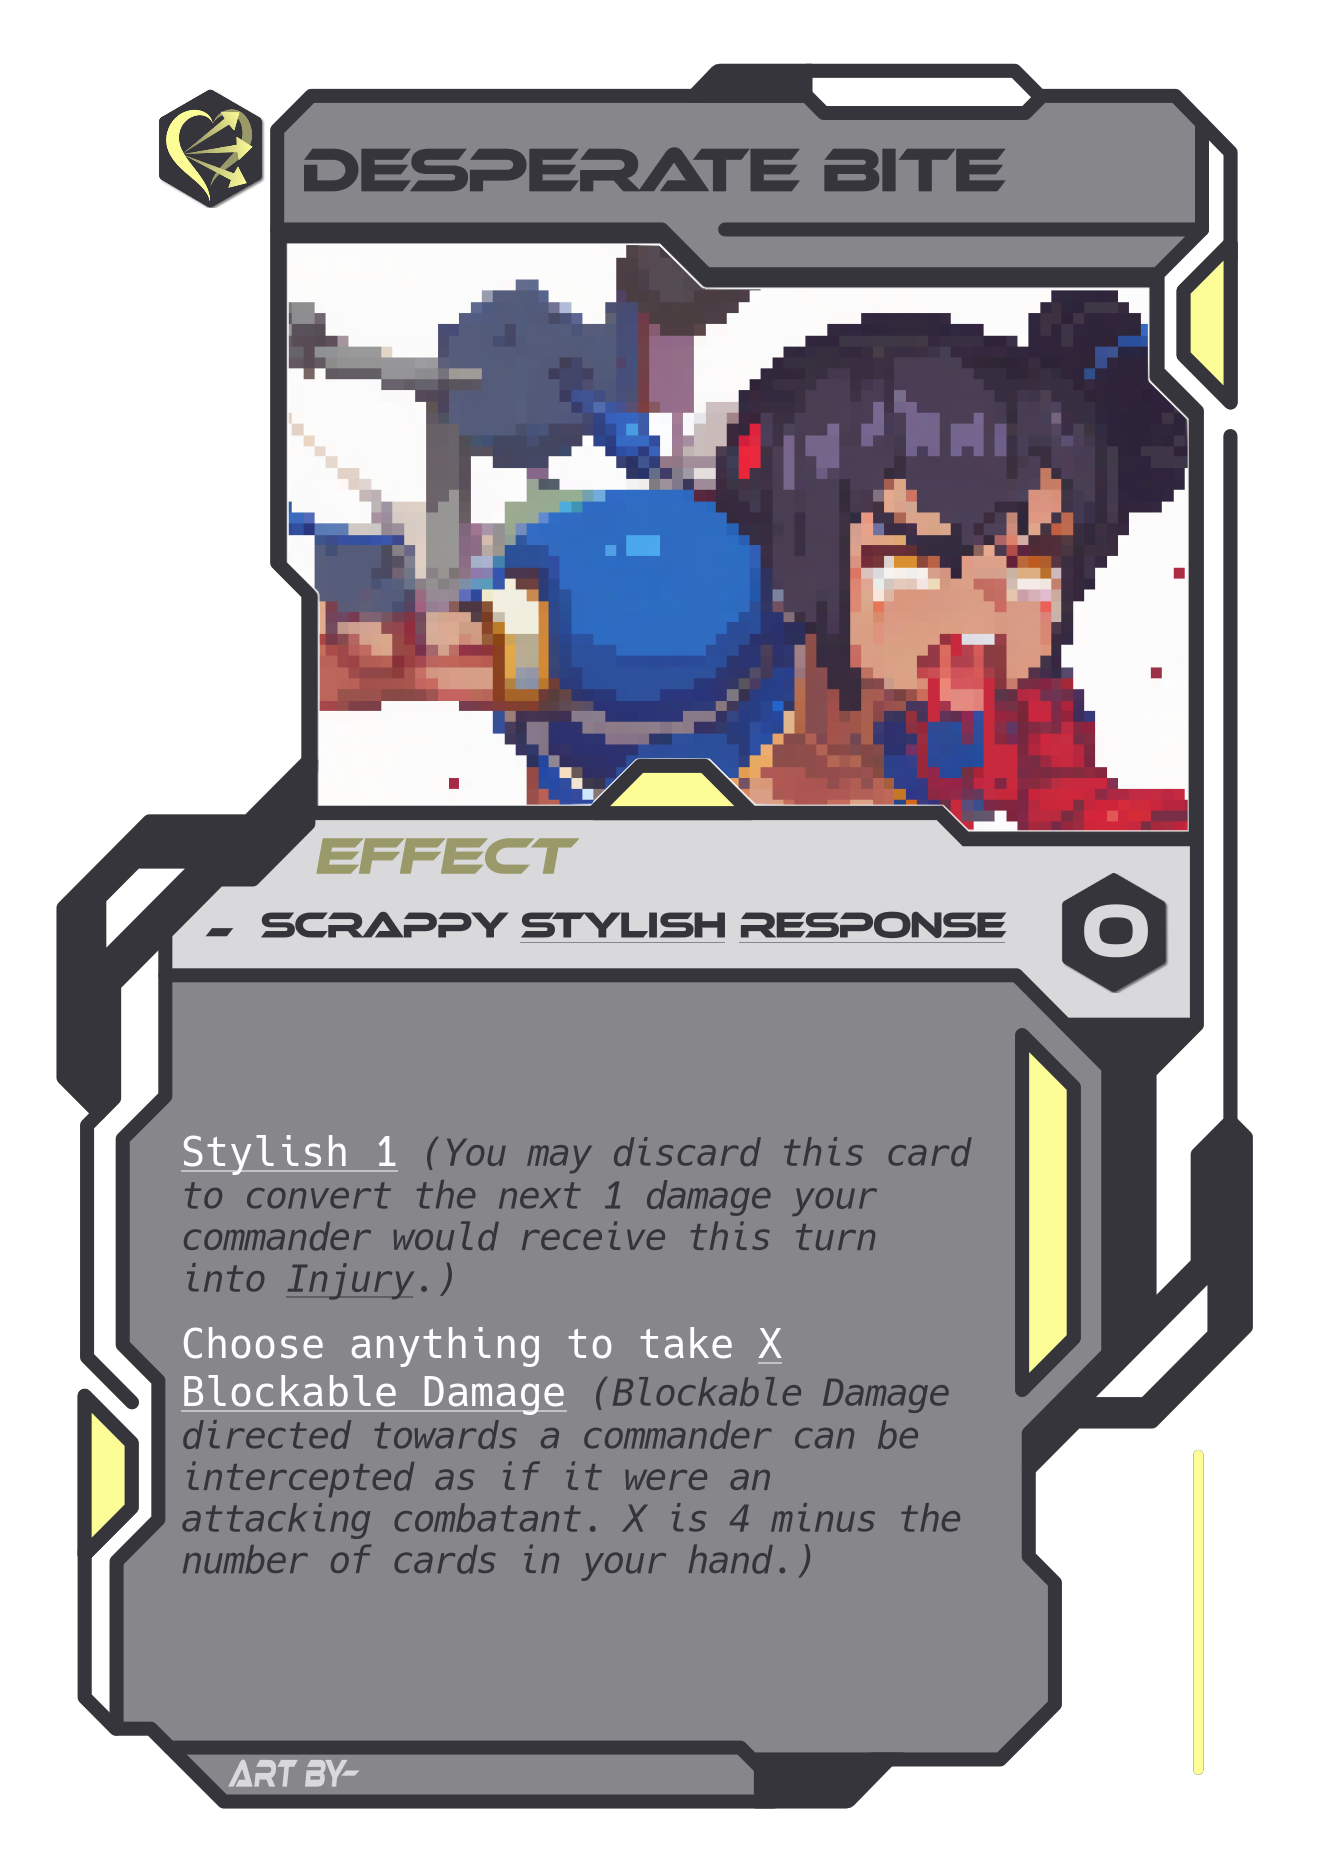 DESPERATE BITE
EFFECT
- SCRAPPY STYLISH RESPONSE
0
Stylish 1 (You may discard this card
to convert the next 1 damage your
commander would receive this turn
into Injury.)
Choose anything to take X
Blockable Damage (Blockable Damage
directed towards a commander can be
intercepted as if it were an
attacking combatant. X is 4 minus the
number of cards in your hand.)
ART BY-